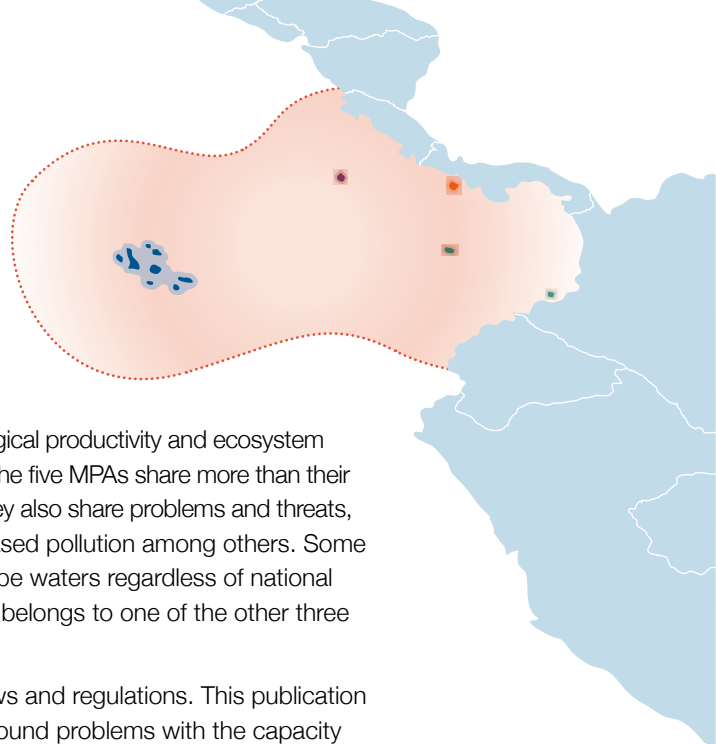 gical productivity and ecosystem
he five MPAs share more than their
ey also share problems and threats,
sed pollution among others. Some
pe waters regardless of national
belongs to one of the other three
ws and regulations. This publication
ound problems with the capacity